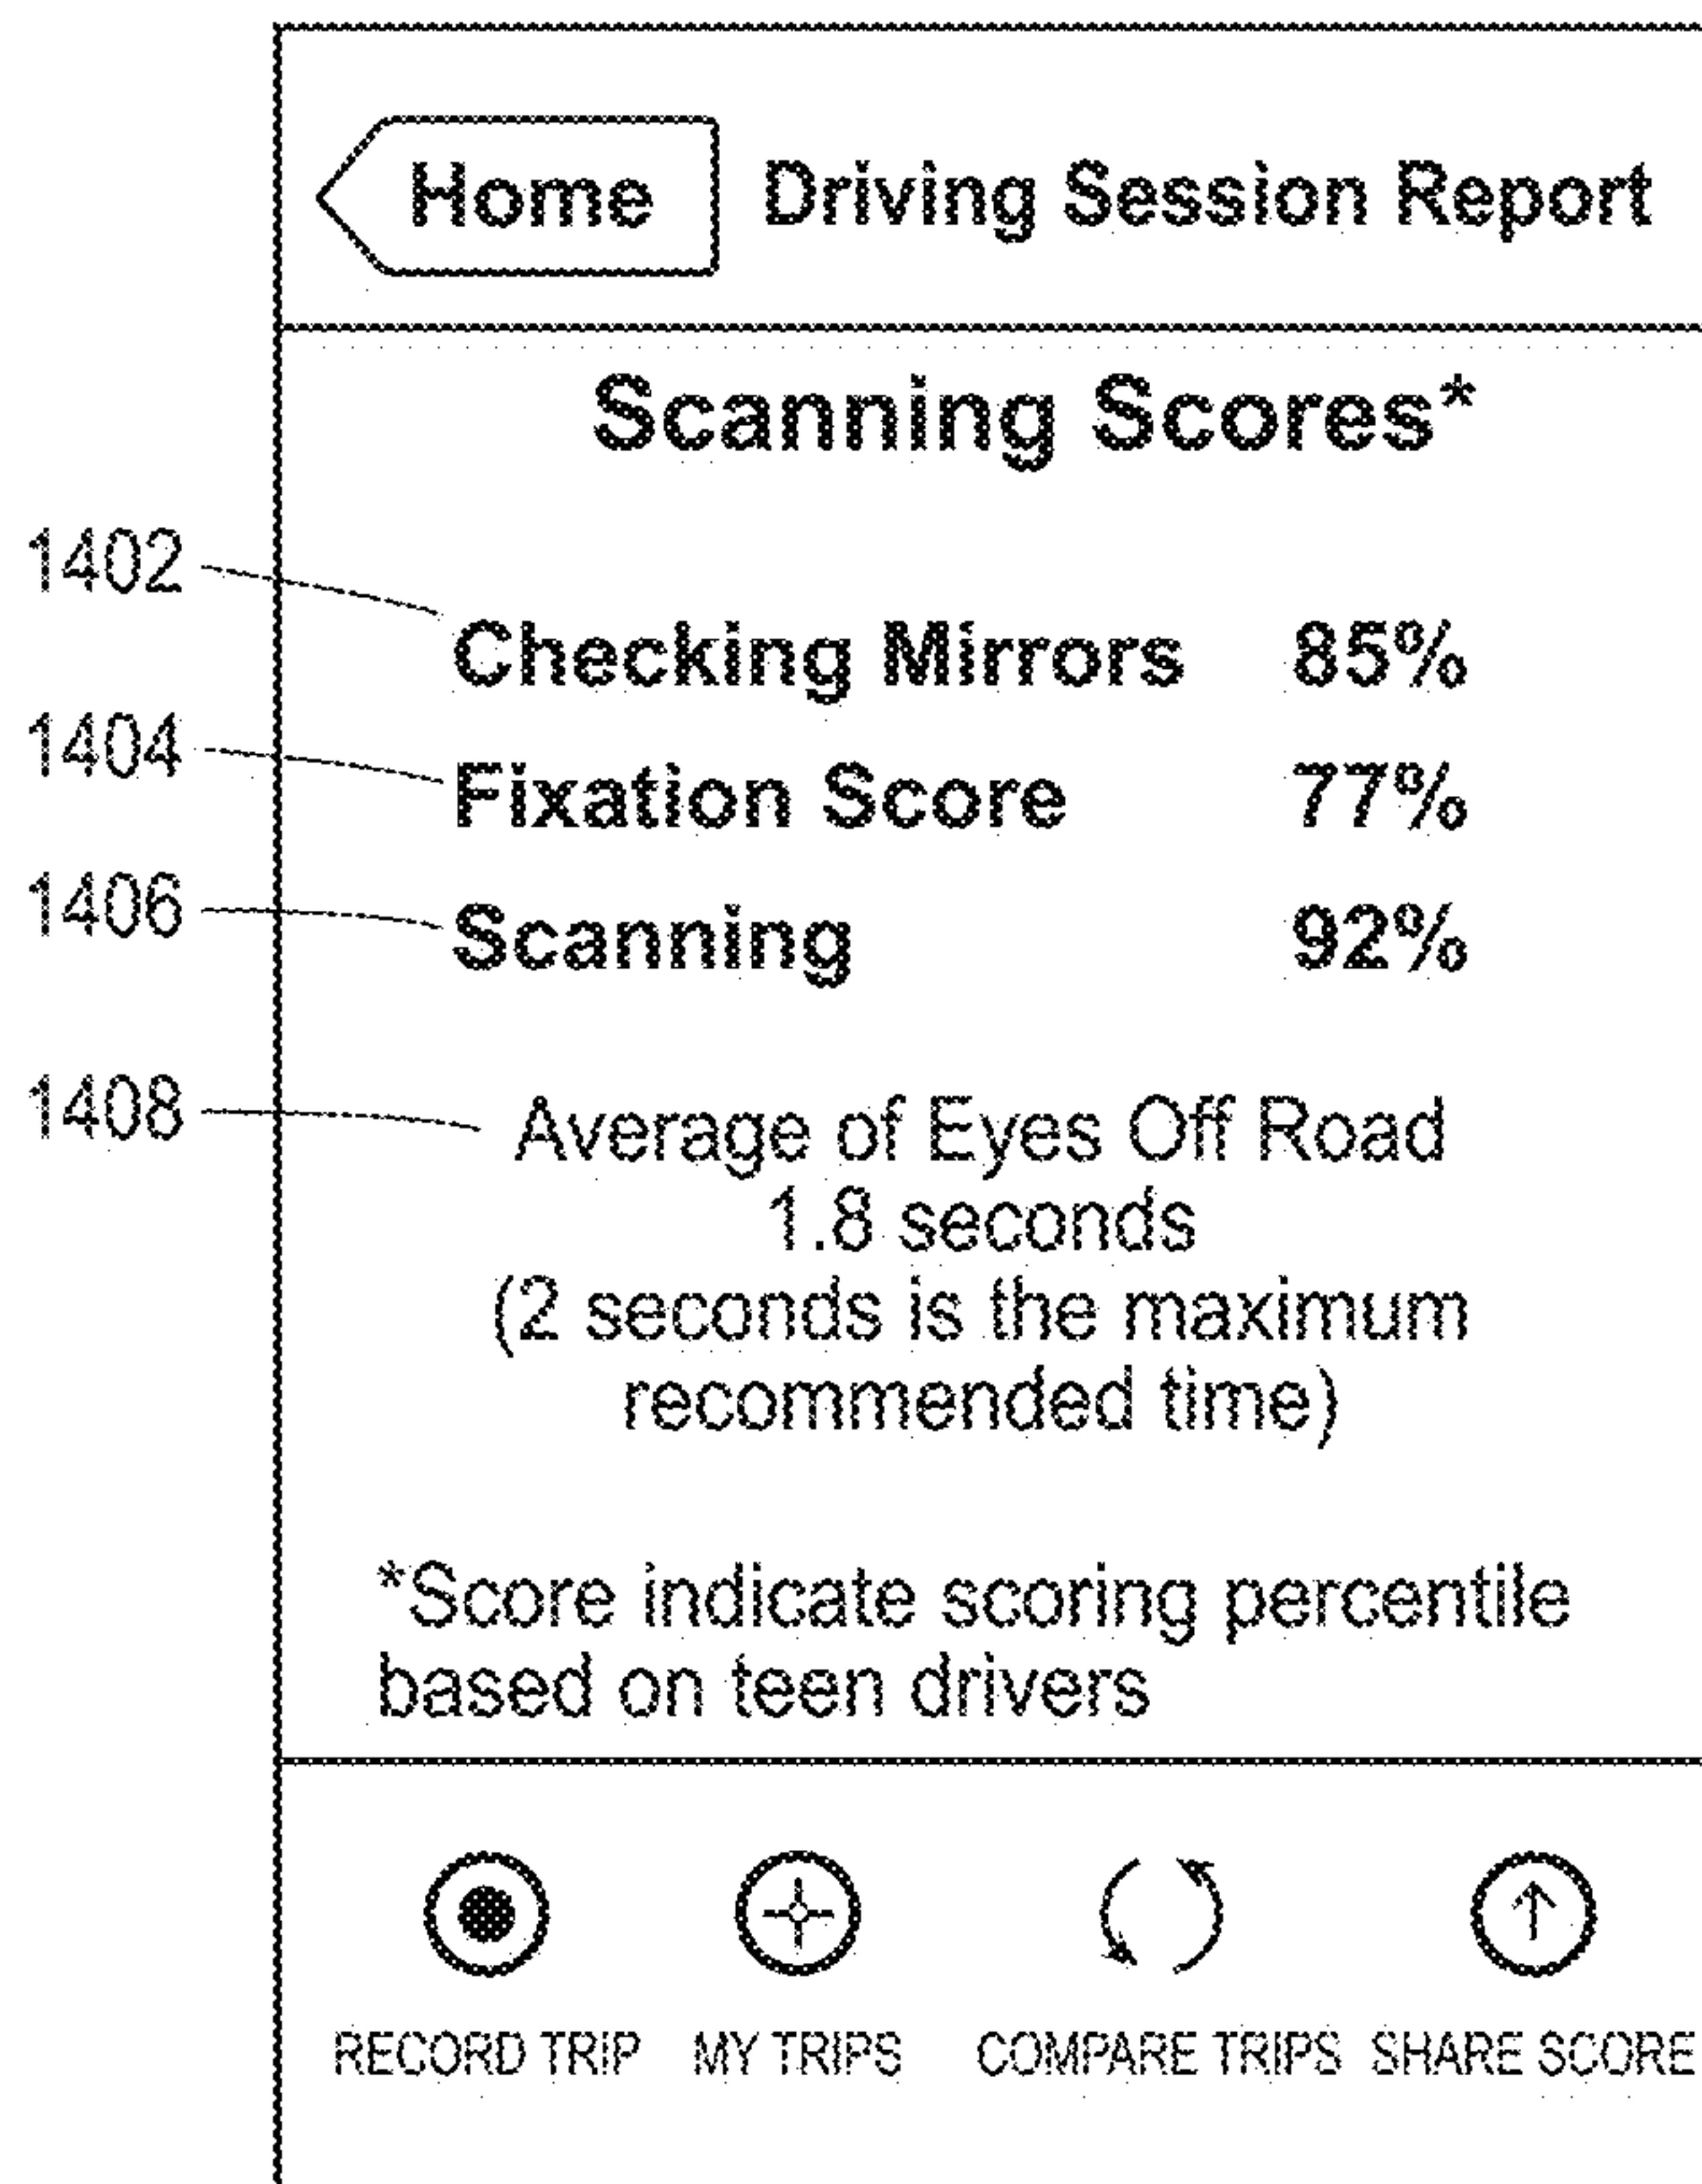 Home Driving Session Report
Scanning Scores*
1402
Checking Mirrors 85%
1404
Fixation Score 77%
1406
Scanning 92%
1408
Average of Eyes Off Road
1.8 seconds
(2 seconds is the maximum
recommended time)
*Score indicate scoring percentile
based on teen drivers
RECORD TRIP MY TRIPS COMPARE TRIPS SHARE SCORE